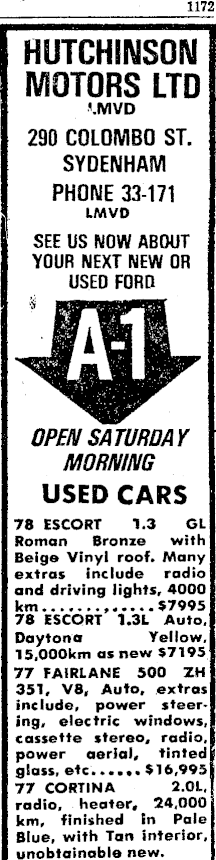 1172
HUTCHINSON
MOTORS LTD
LMVD
290 COLOMBO ST.
SYDENHAM
PHONE 33-171
LMVD
SEE US NOW ABOUT
YOUR NEXT NEW OR
USED FORD
A-1
OPEN SATURDAY
MORNING
USED CARS
78 ESCORT 1.3 GL
Roman Bronze with
Beige Vinyl roof. Many
extras include radio
and driving lights, 4000
km.............. $7995
78 ESCORT 1.3L Auto,
Daytona Yellow,
15,000km as new $7195
77 FAIRLANE 500 ZH
351, V8, Auto, extras
include, power steer-
ing, electric windows,
cassette stereo, radio,
power aerial, tinted
glass, etc...... $16,995
77 CORTINA 2.0L,
radio, heater, 24,000
km, finished in Pale
Blue, with Tan interior,
unobtainable new.